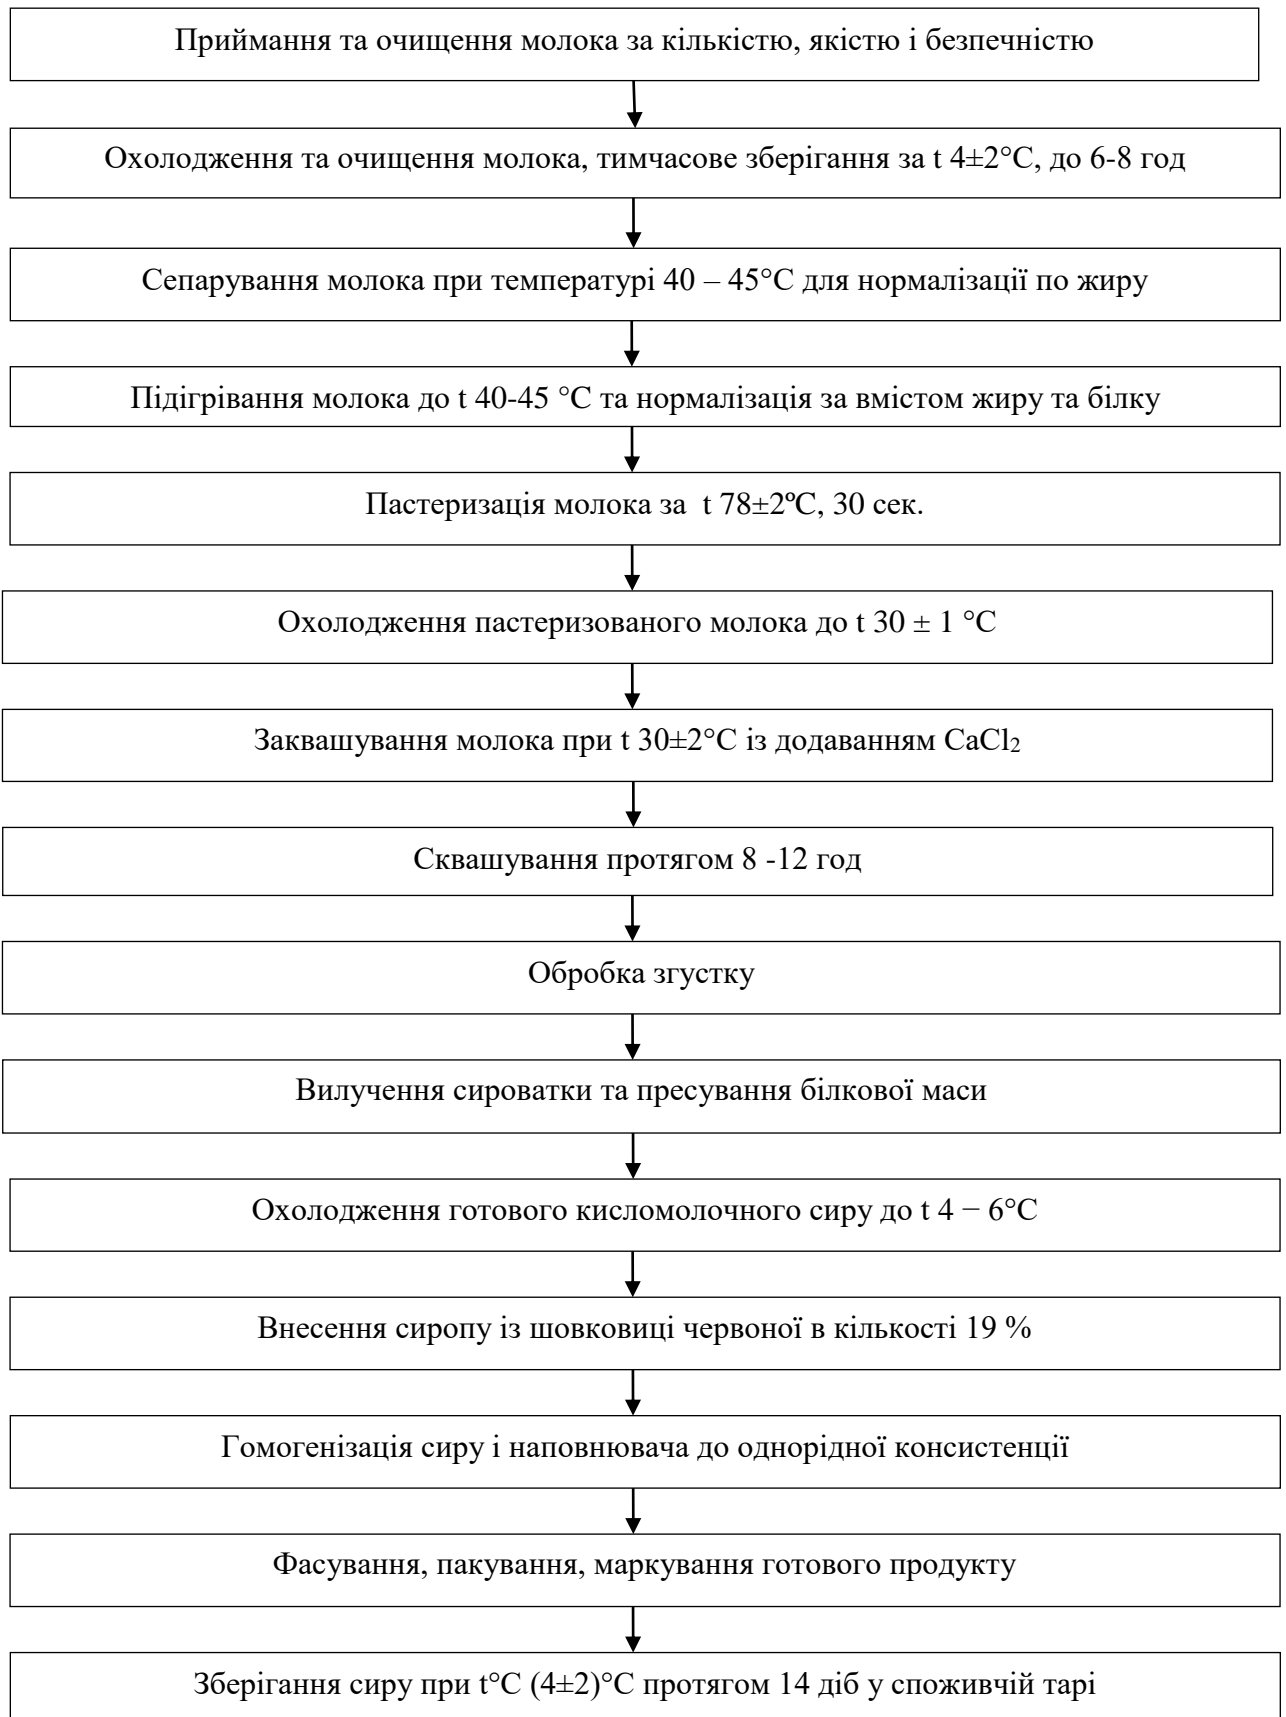 Приймання та очищення молока за кількістю, якістю і безпечністю
Охолодження та очищення молока, тимчасове зберігання за t 4±2°С, до 6-8 год
Сепарування молока при температурі 40 – 45°С для нормалізації по жиру
Підігрівання молока до t 40-45 °С та нормалізація за вмістом жиру та білку
Пастеризація молока за t 78±2ºС, 30 сек.
Охолодження пастеризованого молока до t 30 ± 1 °С
Заквашування молока при t 30±2°С із додаванням CaCl₂
Сквашування протягом 8 -12 год
Обробка згустку
Вилучення сироватки та пресування білкової маси
Охолодження готового кисломолочного сиру до t 4 − 6°С
Внесення сиропу із шовковиці червоної в кількості 19 %
Гомогенізація сиру і наповнювача до однорідної консистенції
Фасування, пакування, маркування готового продукту
Зберігання сиру при t°С (4±2)°С протягом 14 діб у споживчій тарі